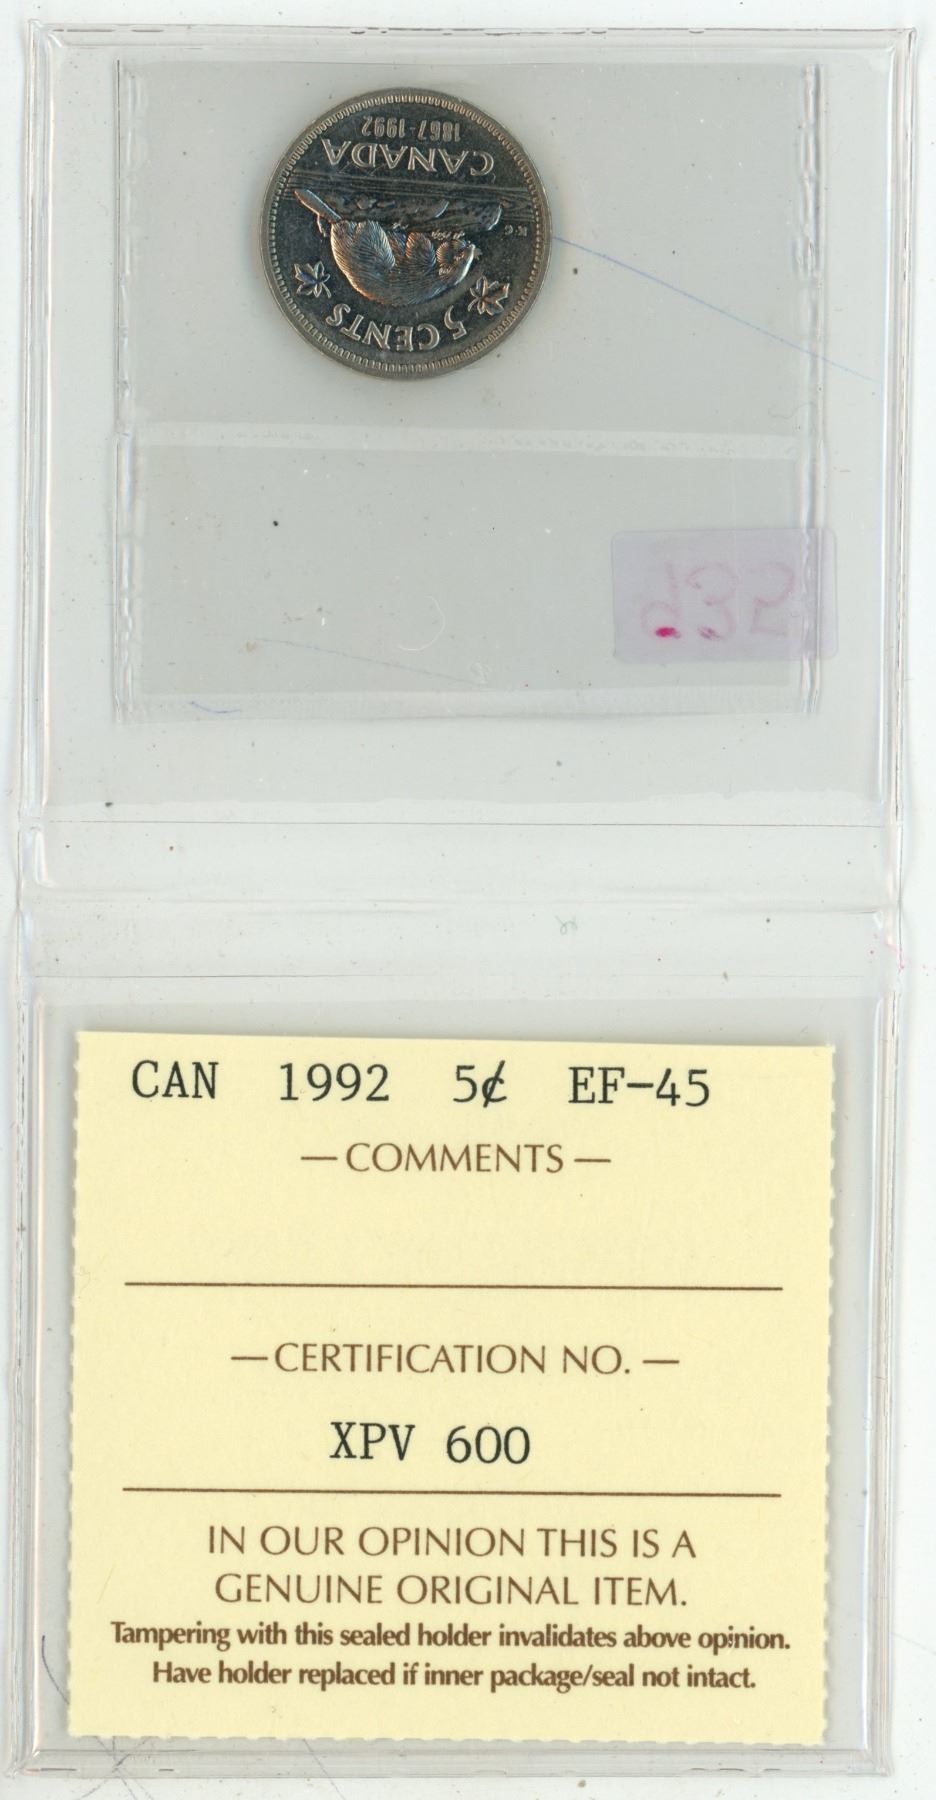 5 CENTS
K·G
CANADA
1867-1992
CAN 1992 5¢ EF-45
— COMMENTS —
— CERTIFICATION NO. —
XPV 600
IN OUR OPINION THIS IS A
GENUINE ORIGINAL ITEM.
Tampering with this sealed holder invalidates above opinion.
Have holder replaced if inner package/seal not intact.